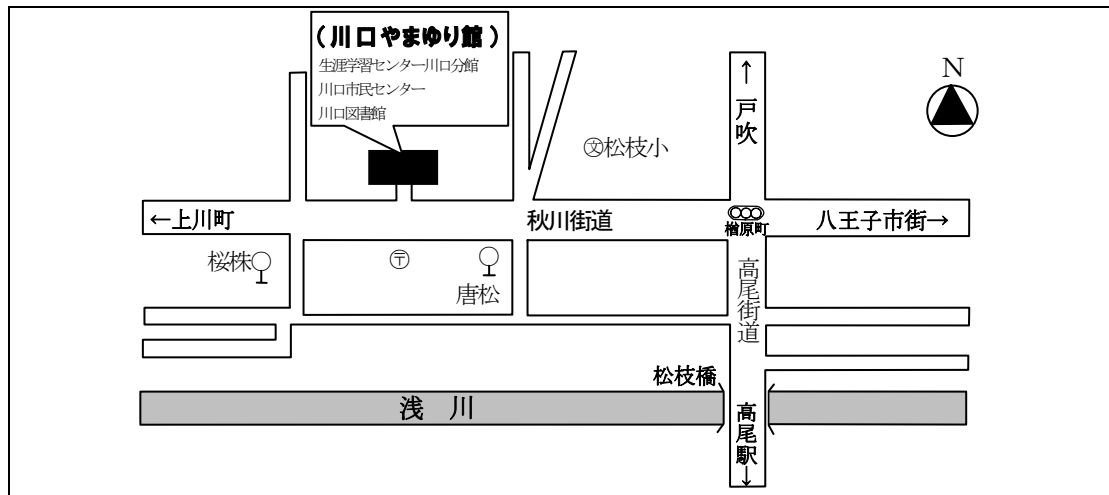 (川口やまゆり館)
生涯学習センター川口分館
川口市民センター
川口図書館
N
↑戸吹
㊫松枝小
←上川町
秋川街道
檜原町
八王子市街→
桜株
〒
唐松
高尾街道
松枝橋
浅川
高尾駅↓